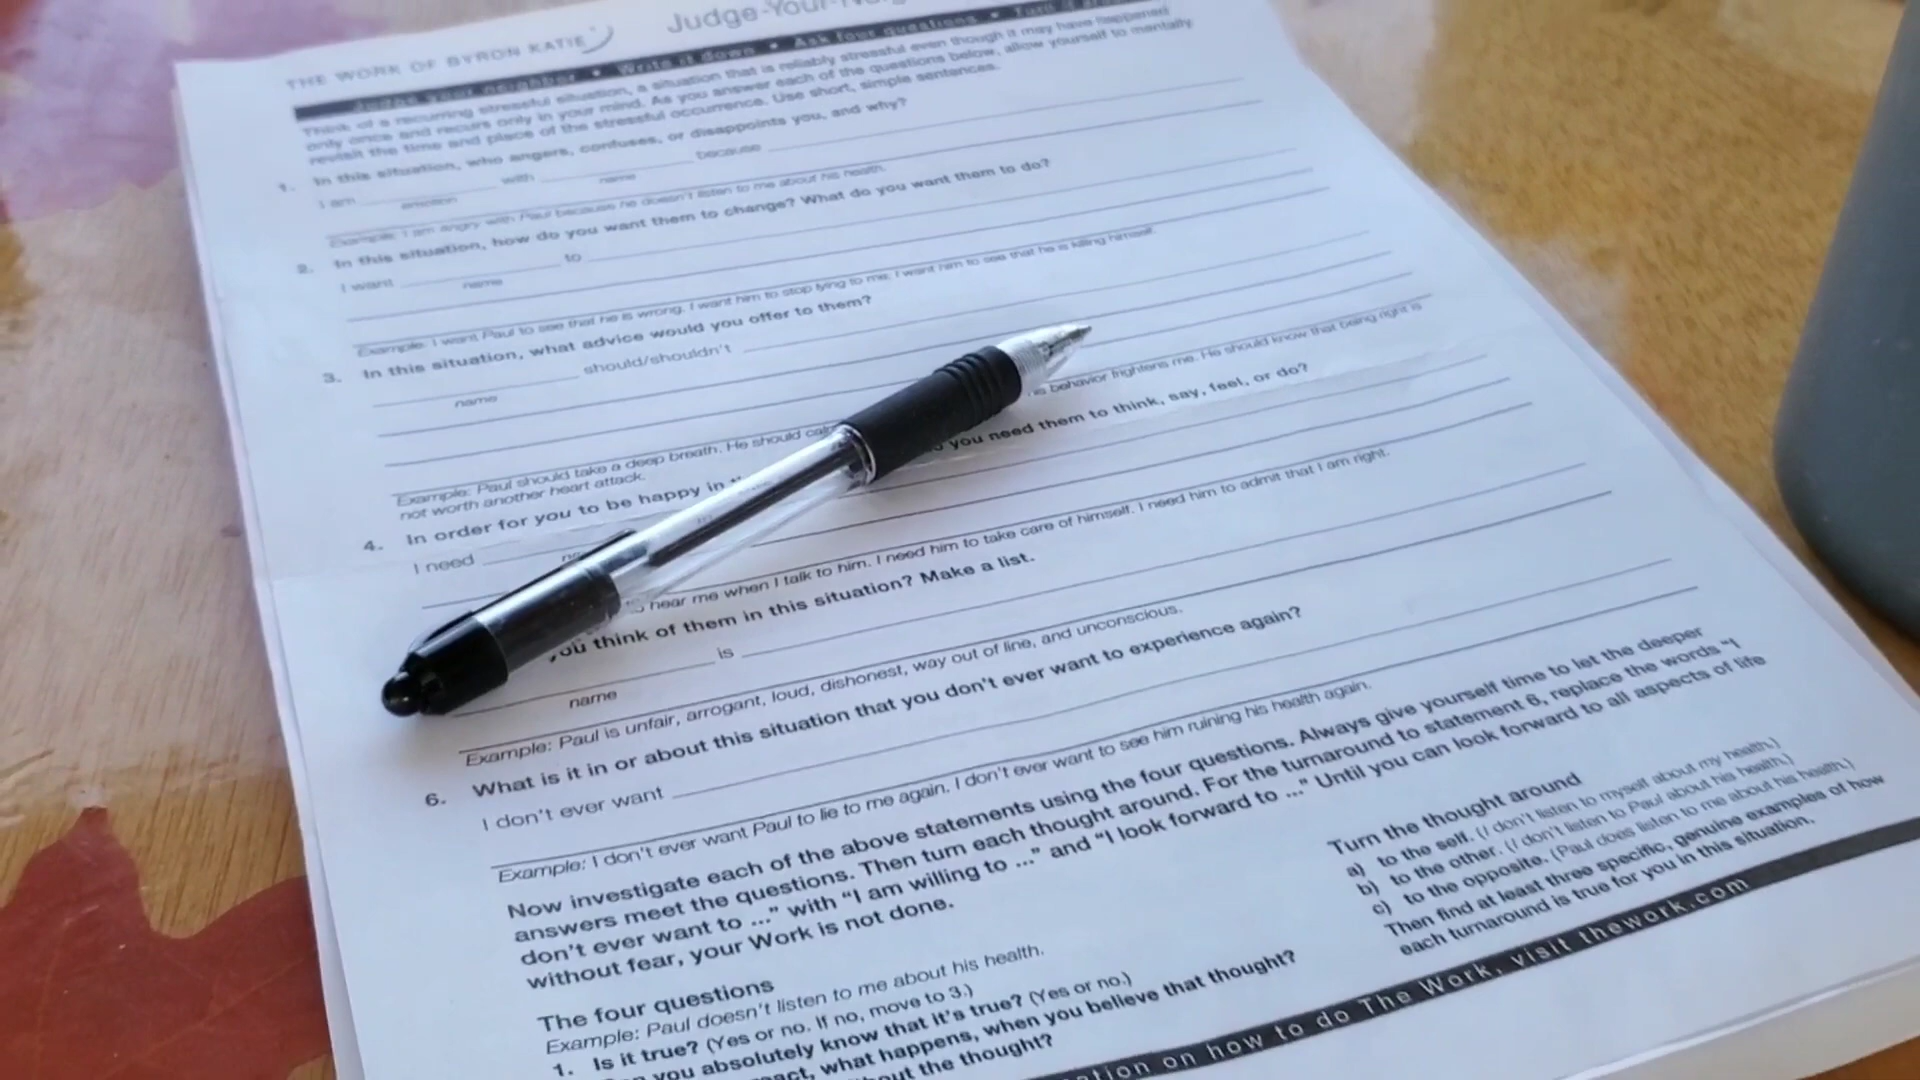 THE WORK OF BYRON KATIE
Judge-Your-
Judge your neighbor • Write it down • Ask four questions • Turn it
Think of a recurring stressful situation, a situation that is reliably stressful even though it may have happened
only once and recurs only in your mind. As you answer each of the questions below, allow yourself to mentally
revisit the time and place of the stressful occurrence. Use short, simple sentences.
1. In this situation, who angers, confuses, or disappoints you, and why?
I am with because
emotion name
Example: I am angry with Paul because he doesn't listen to me about his health.
2. In this situation, how do you want them to change? What do you want them to do?
I want to
name
Example: I want Paul to see that he is wrong. I want him to stop lying to me. I want him to see that he is killing himself.
3. In this situation, what advice would you offer to them?
should/shouldn't
name
Example: Paul should take a deep breath. He should behavior frightens me. He should know that being right is
not worth another heart attack.
4. In order for you to be happy in you need them to think, say, feel, or do?
I need
hear me when I talk to him. I need him to take care of himself. I need him to admit that I am right.
you think of them in this situation? Make a list.
is
name
Example: Paul is unfair, arrogant, loud, dishonest, way out of line, and unconscious.
6. What is it in or about this situation that you don't ever want to experience again?
I don't ever want
Example: I don't ever want Paul to lie to me again. I don't ever want to see him ruining his health again.
Now investigate each of the above statements using the four questions. Always give yourself time to let the deeper
answers meet the questions. Then turn each thought around. For the turnaround to statement 6, replace the words "I
don't ever want to ..." with "I am willing to ..." and "I look forward to ..." Until you can look forward to all aspects of life
without fear, your Work is not done.
The four questions
Example: Paul doesn't listen to me about his health.
1. Is it true? (Yes or no. If no, move to 3.)
you absolutely know that it's true? (Yes or no.)
react, what happens, when you believe that thought?
the thought?
Turn the thought around
a) to the self. (I don't listen to myself about my health.)
b) to the other. (I don't listen to Paul about his health.)
c) to the opposite. (Paul does listen to me about his health.)
Then find at least three specific, genuine examples of how
each turnaround is true for you in this situation.
on how to do The Work, visit thework.com